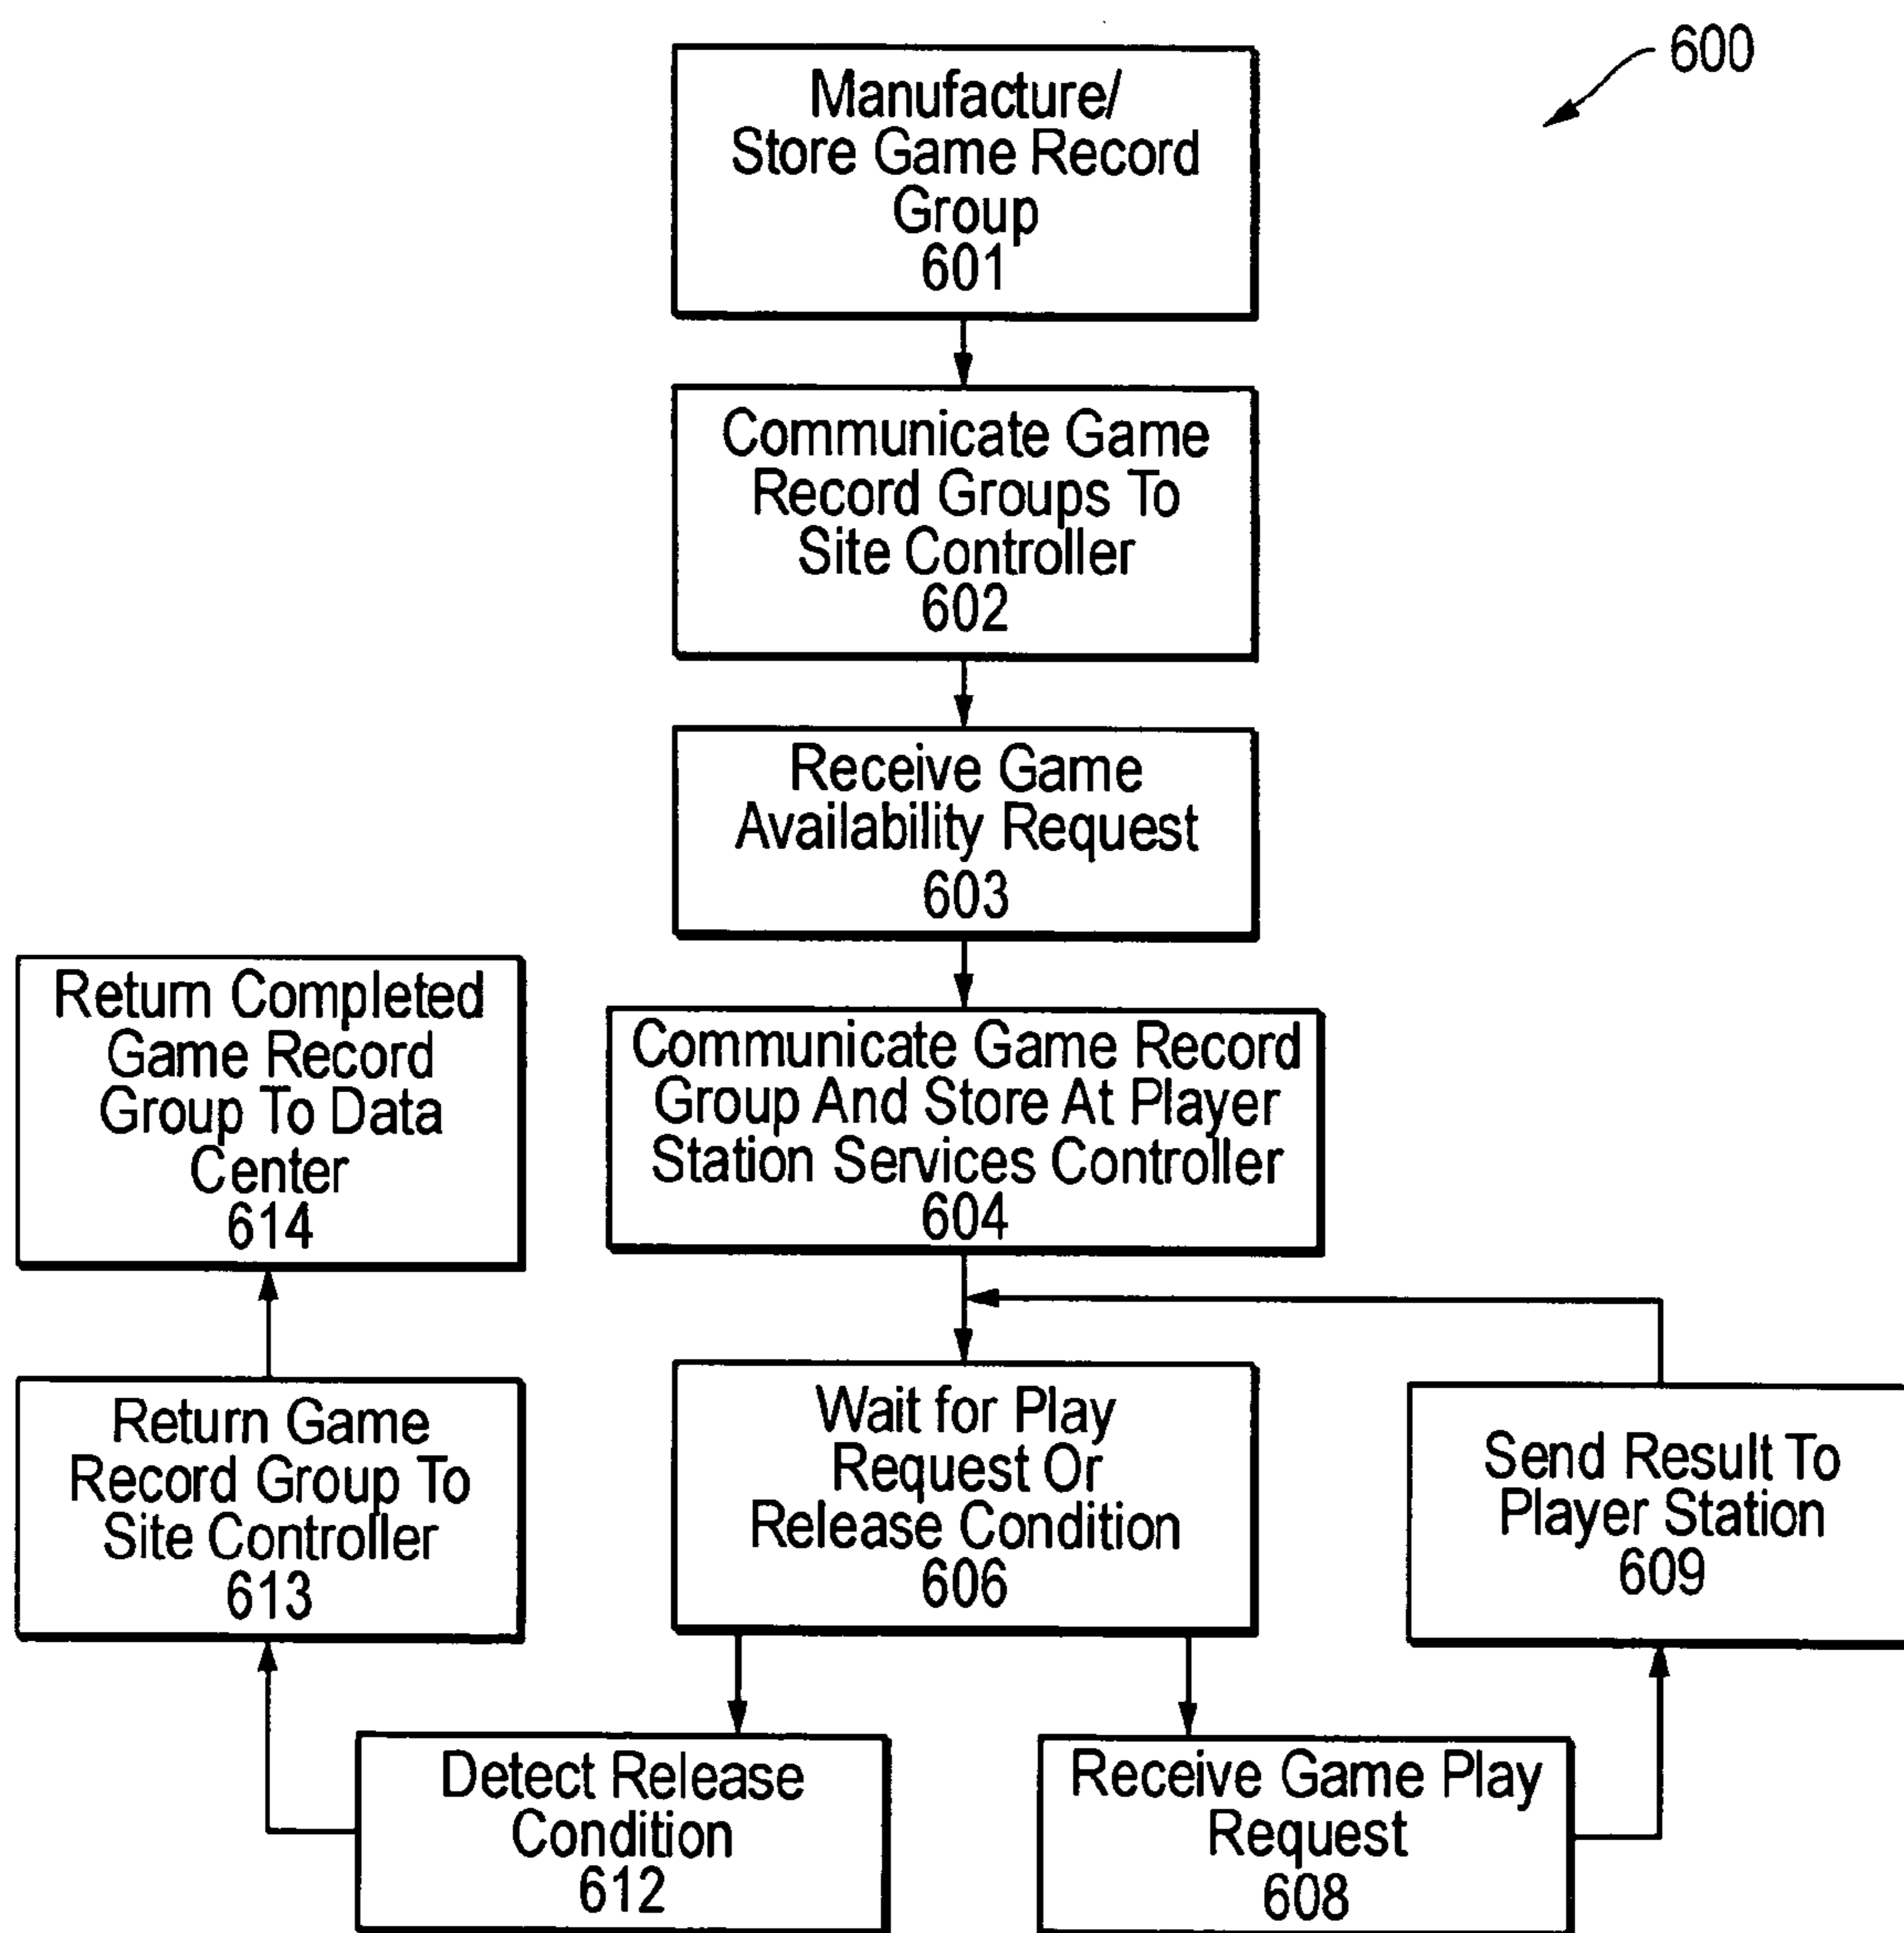 600
Manufacture/
Store Game Record
Group
601
Communicate Game
Record Groups To
Site Controller
602
Receive Game
Availability Request
603
Communicate Game Record
Group And Store At Player
Station Services Controller
604
Return Completed
Game Record
Group To Data
Center
614
Return Game
Record Group To
Site Controller
613
Wait for Play
Request Or
Release Condition
606
Send Result To
Player Station
609
Detect Release
Condition
612
Receive Game Play
Request
608